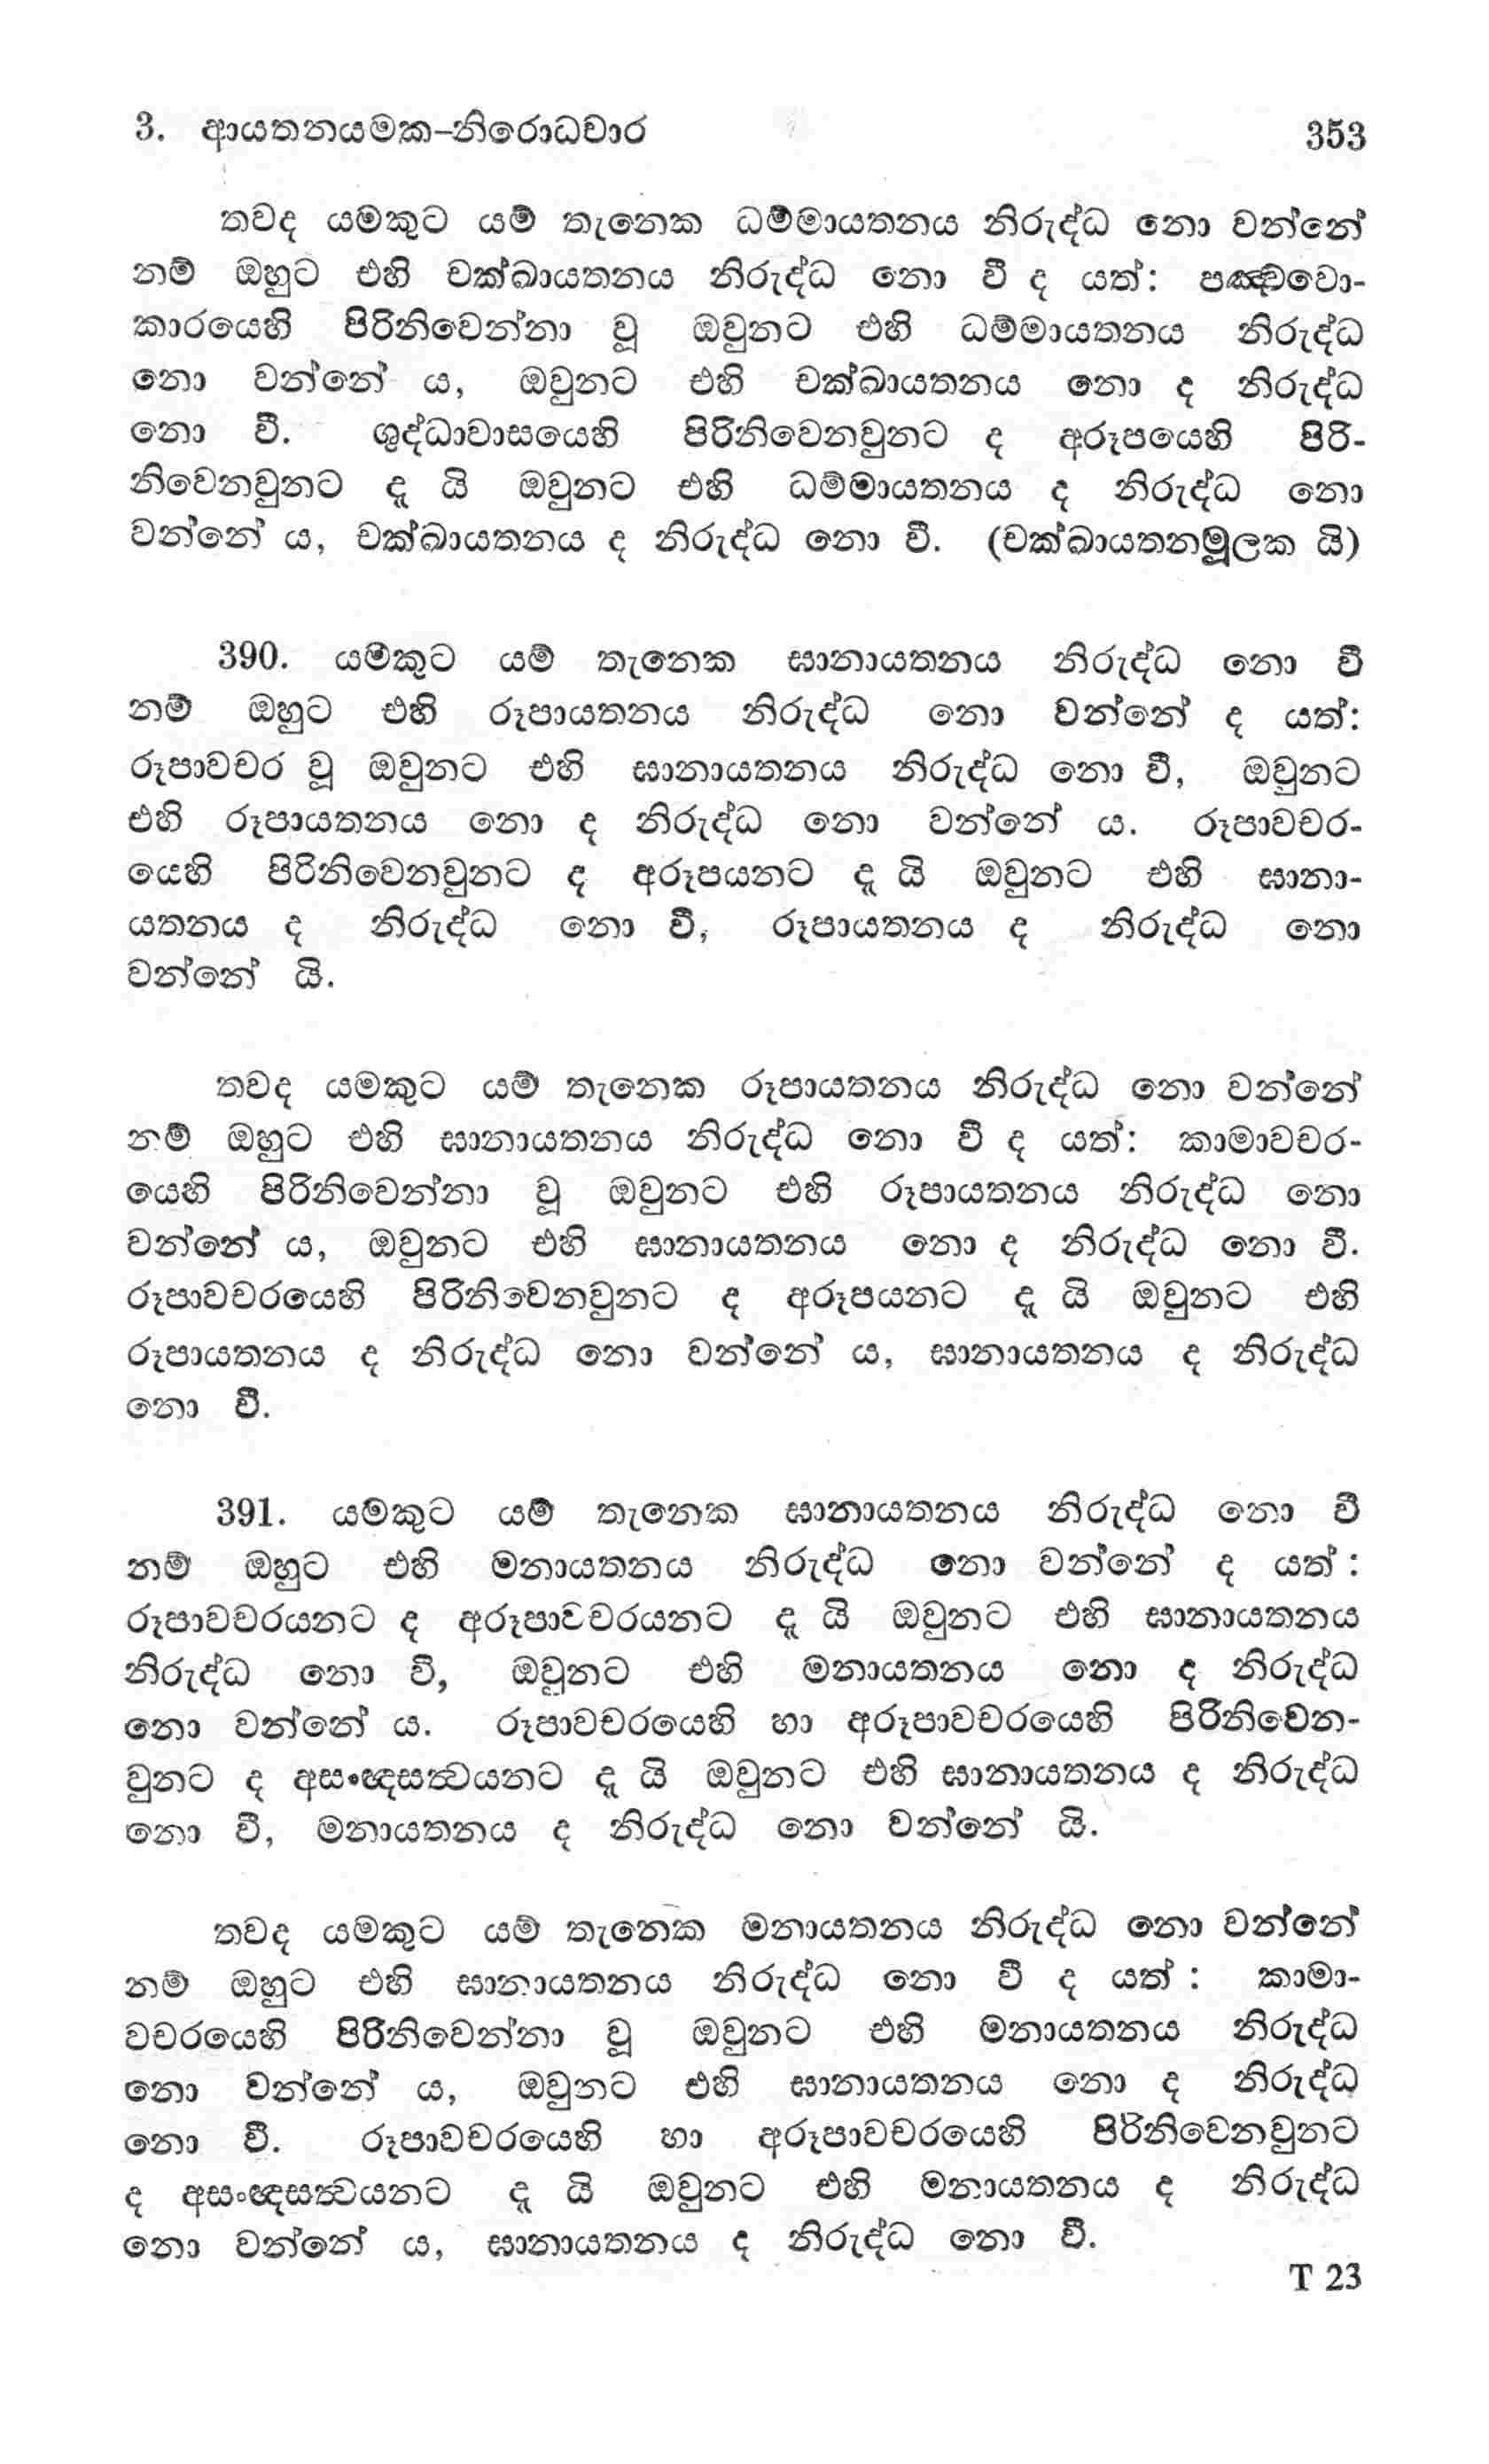 3. ආයතනයමක–නිරොධවාර 353
තවද යමකුට යම් තැනෙක ධම්මායතනය නිරුද්ධ නො වන්නේ
නම් ඔහුට එහි චක්ඛායතනය නිරුද්ධ නො වී ද යත්: පඤ්චවො-
කාරයෙහි පිරිනිවෙන්නා වූ ඔවුනට එහි ධම්මායතනය නිරුද්ධ
නො වන්නේ ය, ඔවුනට එහි චක්ඛායතනය නො ද නිරුද්ධ
නො වී. ශුද්ධාවාසයෙහි පිරිනිවෙනවුනට ද අරූපයෙහි පිරි-
නිවෙනවුනට දැ යි ඔවුනට එහි ධම්මායතනය ද නිරුද්ධ නො
වන්නේ ය, චක්ඛායතනය ද නිරුද්ධ නො වී. (චක්ඛායතනමූලක යි)
390. යමකුට යම් තැනෙක ඝානායතනය නිරුද්ධ නො වී
නම් ඔහුට එහි රූපායතනය නිරුද්ධ නො වන්නේ ද යත්:
රූපාවචර වූ ඔවුනට එහි ඝානායතනය නිරුද්ධ නො වී, ඔවුනට
එහි රූපායතනය නො ද නිරුද්ධ නො වන්නේ ය. රූපාවචර-
යෙහි පිරිනිවෙනවුනට ද අරූපයනට දැ යි ඔවුනට එහි ඝානා-
යතනය ද නිරුද්ධ නො වී, රූපායතනය ද නිරුද්ධ නො
වන්නේ යි.
තවද යමකුට යම් තැනෙක රූපායතනය නිරුද්ධ නො වන්නේ
නම් ඔහුට එහි ඝානායතනය නිරුද්ධ නො වී ද යත්: කාමාවචර-
යෙහි පිරිනිවෙන්නා වූ ඔවුනට එහි රූපායතනය නිරුද්ධ නො
වන්නේ ය, ඔවුනට එහි ඝානායතනය නො ද නිරුද්ධ නො වී.
රූපාවචරයෙහි පිරිනිවෙනවුනට ද අරූපයනට දැ යි ඔවුනට එහි
රූපායතනය ද නිරුද්ධ නො වන්නේ ය, ඝානායතනය ද නිරුද්ධ
නො වී.
391. යමකුට යම් තැනෙක ඝානායතනය නිරුද්ධ නො වී
නම් ඔහුට එහි මනායතනය නිරුද්ධ නො වන්නේ ද යත් :
රූපාවචරයනට ද අරූපාවචරයනට දැ යි ඔවුනට එහි ඝානායතනය
නිරුද්ධ නො වි, ඔවුනට එහි මනායතනය නො ද නිරුද්ධ
නො වන්නේ ය. රූපාවචරයෙහි හා අරූපාවචරයෙහි පිරිනිවෙන-
වුනට ද අසංඥසත්‍වයනට දැ යි ඔවුනට එහි ඝානායතනය ද නිරුද්ධ
නො වී, මනායතනය ද නිරුද්ධ නො වන්නේ යි.
තවද යමකුට යම් තැනෙක මනායතනය නිරුද්ධ නො වන්නේ
නම් ඔහුට එහි ඝානායතනය නිරුද්ධ නො වී ද යත් : කාමා-
වචරයෙහි පිරිනිවෙන්නා වූ ඔවුනට එහි මනායතනය නිරුද්ධ
නො වන්නේ ය, ඔවුනට එහි ඝානායතනය නො ද නිරුද්ධ
නො වී. රූපාවචරයෙහි හා අරූපාවචරයෙහි පිරිනිවෙනවුනට
ද අසංඥසත්‍වයනට දැ යි ඔවුනට එහි මනායතනය ද නිරුද්ධ
නො වන්නේ ය, ඝානායතනය ද නිරුද්ධ නො වී.
T 23